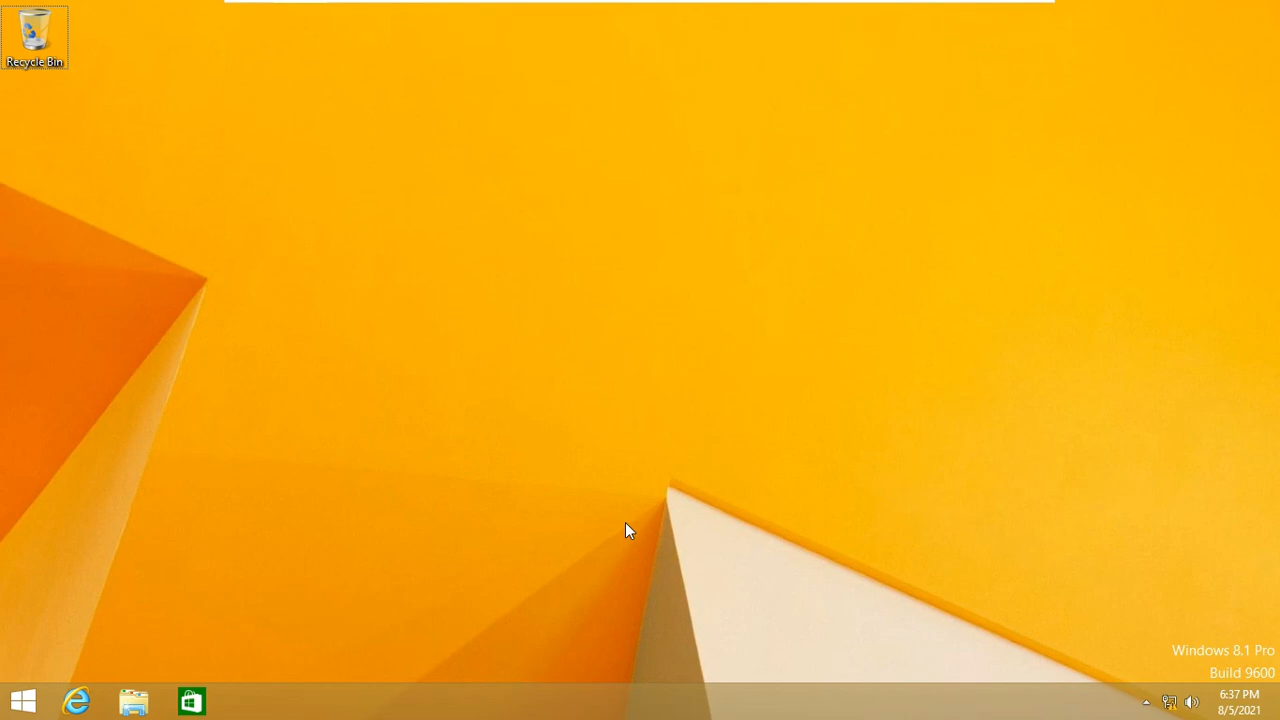 Recycle Bin
Windows 8.1 Pro
Build 9600
6:37 PM
8/5/2021